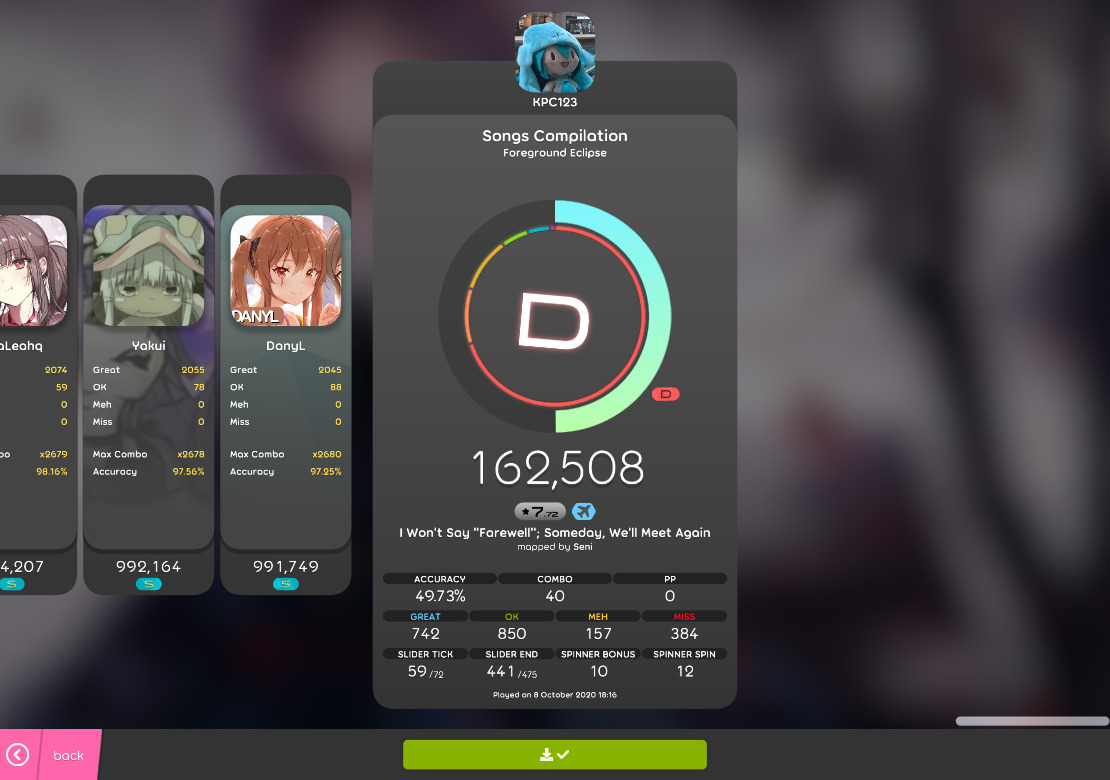 KPC123
Songs Compilation
Foreground Eclipse
D
D
162,508
7.72
I Won't Say "Farewell"; Someday, We'll Meet Again
mapped by Seni
ACCURACY COMBO PP
49.73% 40 0
GREAT OK MEH MISS
742 850 157 384
SLIDER TICK SLIDER END SPINNER BONUS SPINNER SPIN
59/72 441/475 10 12
Played on 8 October 2020 18:16
aLeahq
2074
59
0
0
bo x2679
98.16%
4,207
S
Yakui
Great 2055
OK 78
Meh 0
Miss 0
Max Combo x2678
Accuracy 97.56%
992,164
S
DANYL
DanyL
Great 2045
OK 88
Meh 0
Miss 0
Max Combo x2680
Accuracy 97.25%
991,749
S
back